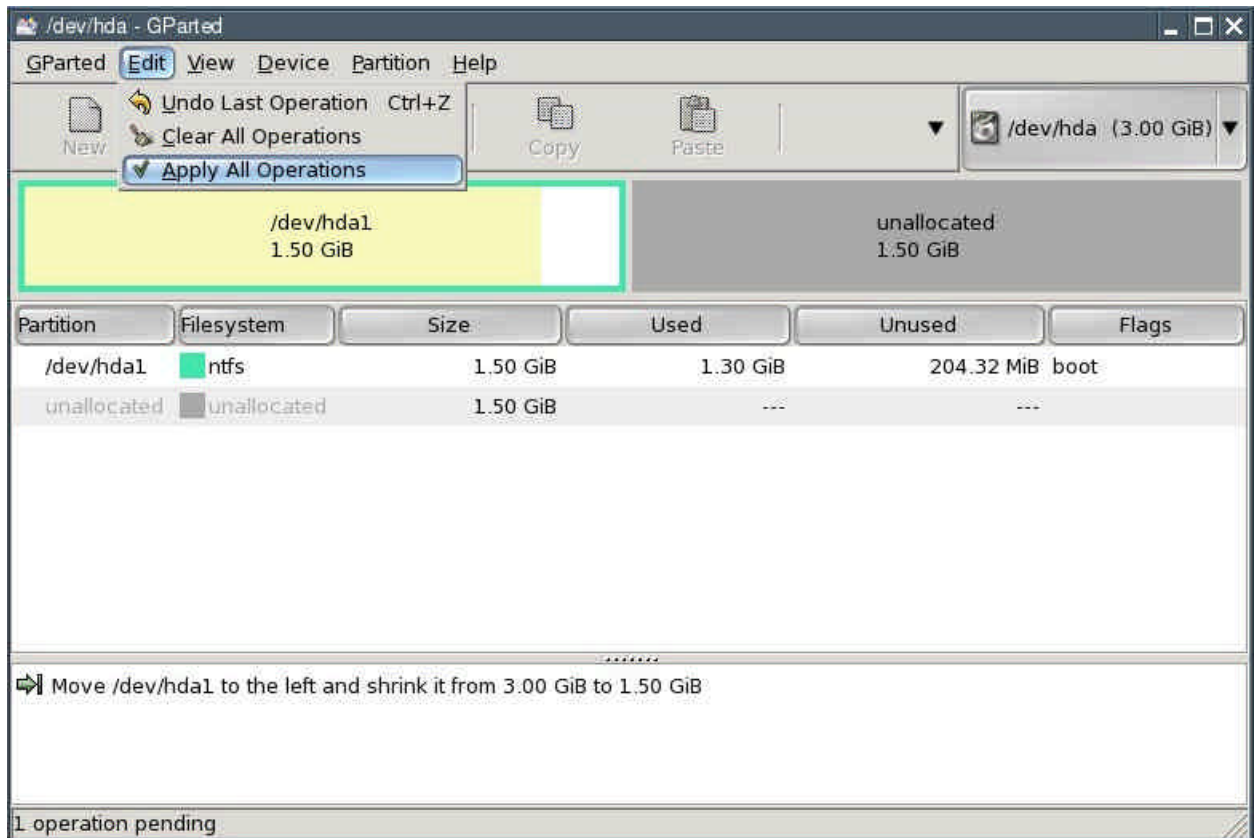 /dev/hda - GParted
GParted Edit View Device Partition Help
Undo Last Operation Ctrl+Z
Clear All Operations
Apply All Operations
New
Copy
Paste
/dev/hda (3.00 GiB)
/dev/hda1
1.50 GiB
unallocated
1.50 GiB
Partition Filesystem Size Used Unused Flags
/dev/hda1 ntfs 1.50 GiB 1.30 GiB 204.32 MiB boot
unallocated unallocated 1.50 GiB --- ---
Move /dev/hda1 to the left and shrink it from 3.00 GiB to 1.50 GiB
1 operation pending